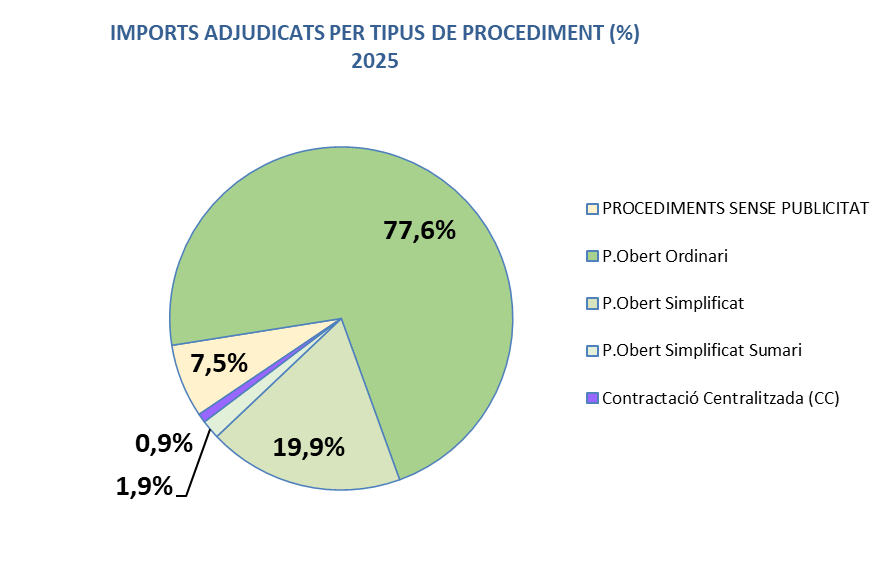 IMPORTS ADJUDICATS PER TIPUS DE PROCEDIMENT (%)
2025
77,6%
7,5%
19,9%
0,9%
1,9%
PROCEDIMENTS SENSE PUBLICITAT
P.Obert Ordinari
P.Obert Simplificat
P.Obert Simplificat Sumari
Contractació Centralitzada (CC)